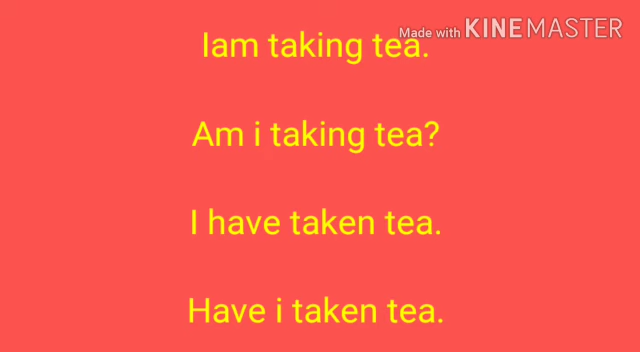 Made with KINEMASTER
Iam taking tea.
Am i taking tea?
I have taken tea.
Have i taken tea.